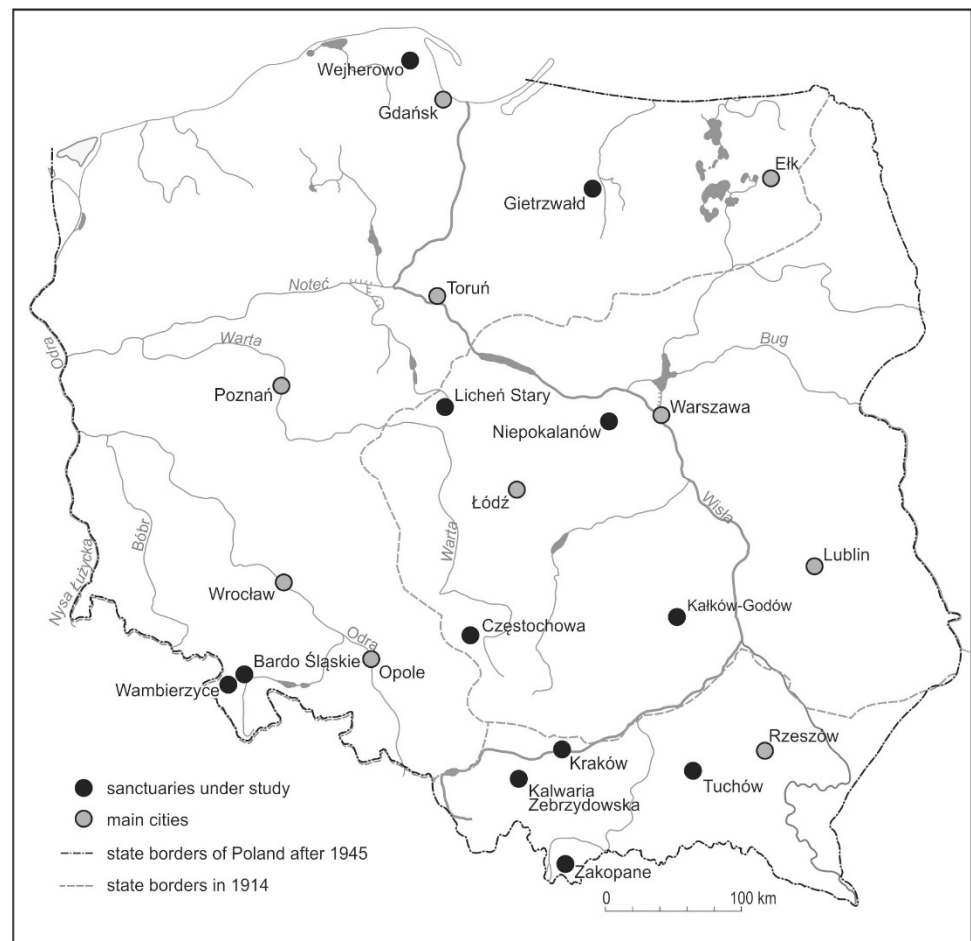 Wejherowo
Gdańsk
Ełk
Gietrzwałd
Noteć
Toruń
Odra
Warta
Bug
Poznań
Licheń Stary
Warszawa
Niepokalanów
Łódź
Wisła
Bóbr
Warta
Lublin
Nysa Łużycka
Wrocław
Kałków-Godów
Częstochowa
Odra
Bardo Śląskie
Opole
Wambierzyce
Rzeszów
Kraków
Tuchów
Kalwaria
Zebrzydowska
Zakopane
sanctuaries under study
main cities
state borders of Poland after 1945
state borders in 1914
0 100 km